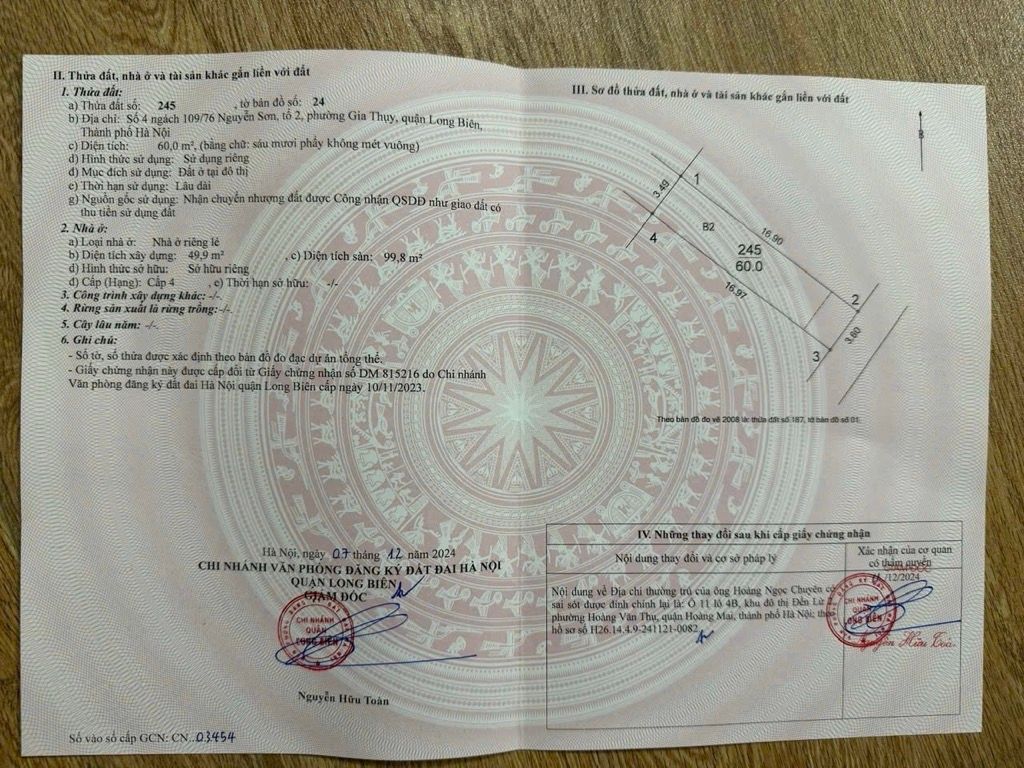 II. Thửa đất, nhà ở và tài sản khác gắn liền với đất
1. Thửa đất:
a) Thửa đất số: 245 , tờ bản đồ số: 24
b) Địa chỉ: Số 4 ngách 109/76 Nguyễn Sơn, tổ 2, phường Gia Thụy, quận Long Biên,
Thành phố Hà Nội
c) Diện tích: 60,0 m², (bằng chữ: sáu mươi phẩy không mét vuông)
d) Hình thức sử dụng: Sử dụng riêng
đ) Mục đích sử dụng: Đất ở tại đô thị
e) Thời hạn sử dụng: Lâu dài
g) Nguồn gốc sử dụng: Nhận chuyển nhượng đất được Công nhận QSDĐ như giao đất có
thu tiền sử dụng đất
2. Nhà ở:
a) Loại nhà ở: Nhà ở riêng lẻ
b) Diện tích xây dựng: 49,9 m² , c) Diện tích sàn: 99,8 m²
d) Hình thức sở hữu: Sở hữu riêng
đ) Cấp (Hạng): Cấp 4 , e) Thời hạn sở hữu: -/-
3. Công trình xây dựng khác: -/-.
4. Rừng sản xuất là rừng trồng:-/-.
5. Cây lâu năm: -/-.
6. Ghi chú:
- Số tờ, số thửa được xác định theo bản đồ đo đạc dự án tổng thể.
- Giấy chứng nhận này được cấp đổi từ Giấy chứng nhận số DM 815216 do Chi nhánh
Văn phòng đăng ký đất đai Hà Nội quận Long Biên cấp ngày 10/11/2023.
Hà Nội, ngày 07 tháng 12 năm 2024
CHI NHÁNH VĂN PHÒNG ĐĂNG KÝ ĐẤT ĐAI HÀ NỘI
QUẬN LONG BIÊN
GIÁM ĐỐC
CHI NHÁNH
QUẬN
LONG BIÊN
Nguyễn Hữu Toàn
Số vào sổ cấp GCN: CN..03454
III. Sơ đồ thửa đất, nhà ở và tài sản khác gắn liền với đất
B
1
3.49
B2
16.90
4
245
60.0
16.97
2
3.60
3
Theo bản đồ đo vẽ 2008 là: thửa đất số 187, tờ bản đồ số 01.
IV. Những thay đổi sau khi cấp giấy chứng nhận
Nội dung thay đổi và cơ sở pháp lý
Xác nhận của cơ quan
có thẩm quyền
GIÁM ĐỐC
/12/2024
Nội dung về Địa chỉ thường trú của ông Hoàng Ngọc Chuyên có
sai sót được đính chính lại là: Ô 11 lô 4B, khu đô thị Đền Lừ
phường Hoàng Văn Thụ, quận Hoàng Mai, thành phố Hà Nội; theo
hồ sơ số H26.14.4.9-241121-0082.
CHI NHÁNH
QUẬN
LONG BIÊN
Nguyễn Hữu Toàn